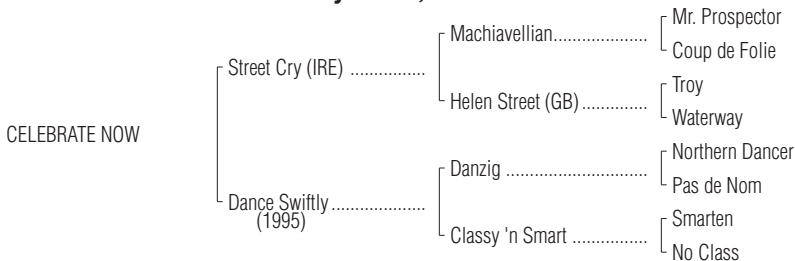 Mr. Prospector
Machiavellian....................
Coup de Folie
Street Cry (IRE) ................
Troy
Helen Street (GB)..............
Waterway
CELEBRATE NOW
Northern Dancer
Danzig ..............................
Pas de Nom
Dance Swiftly....................
(1995)
Smarten
Classy 'n Smart ................
No Class